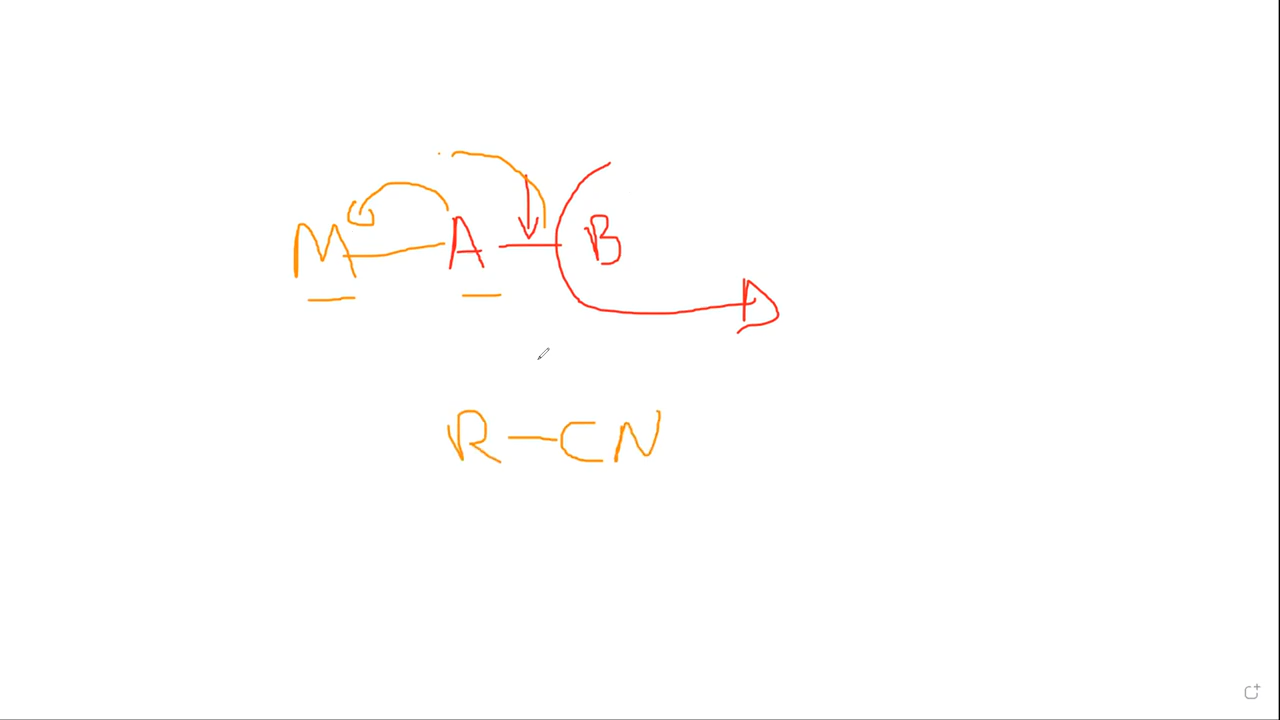 M — A — B
D
R — CN